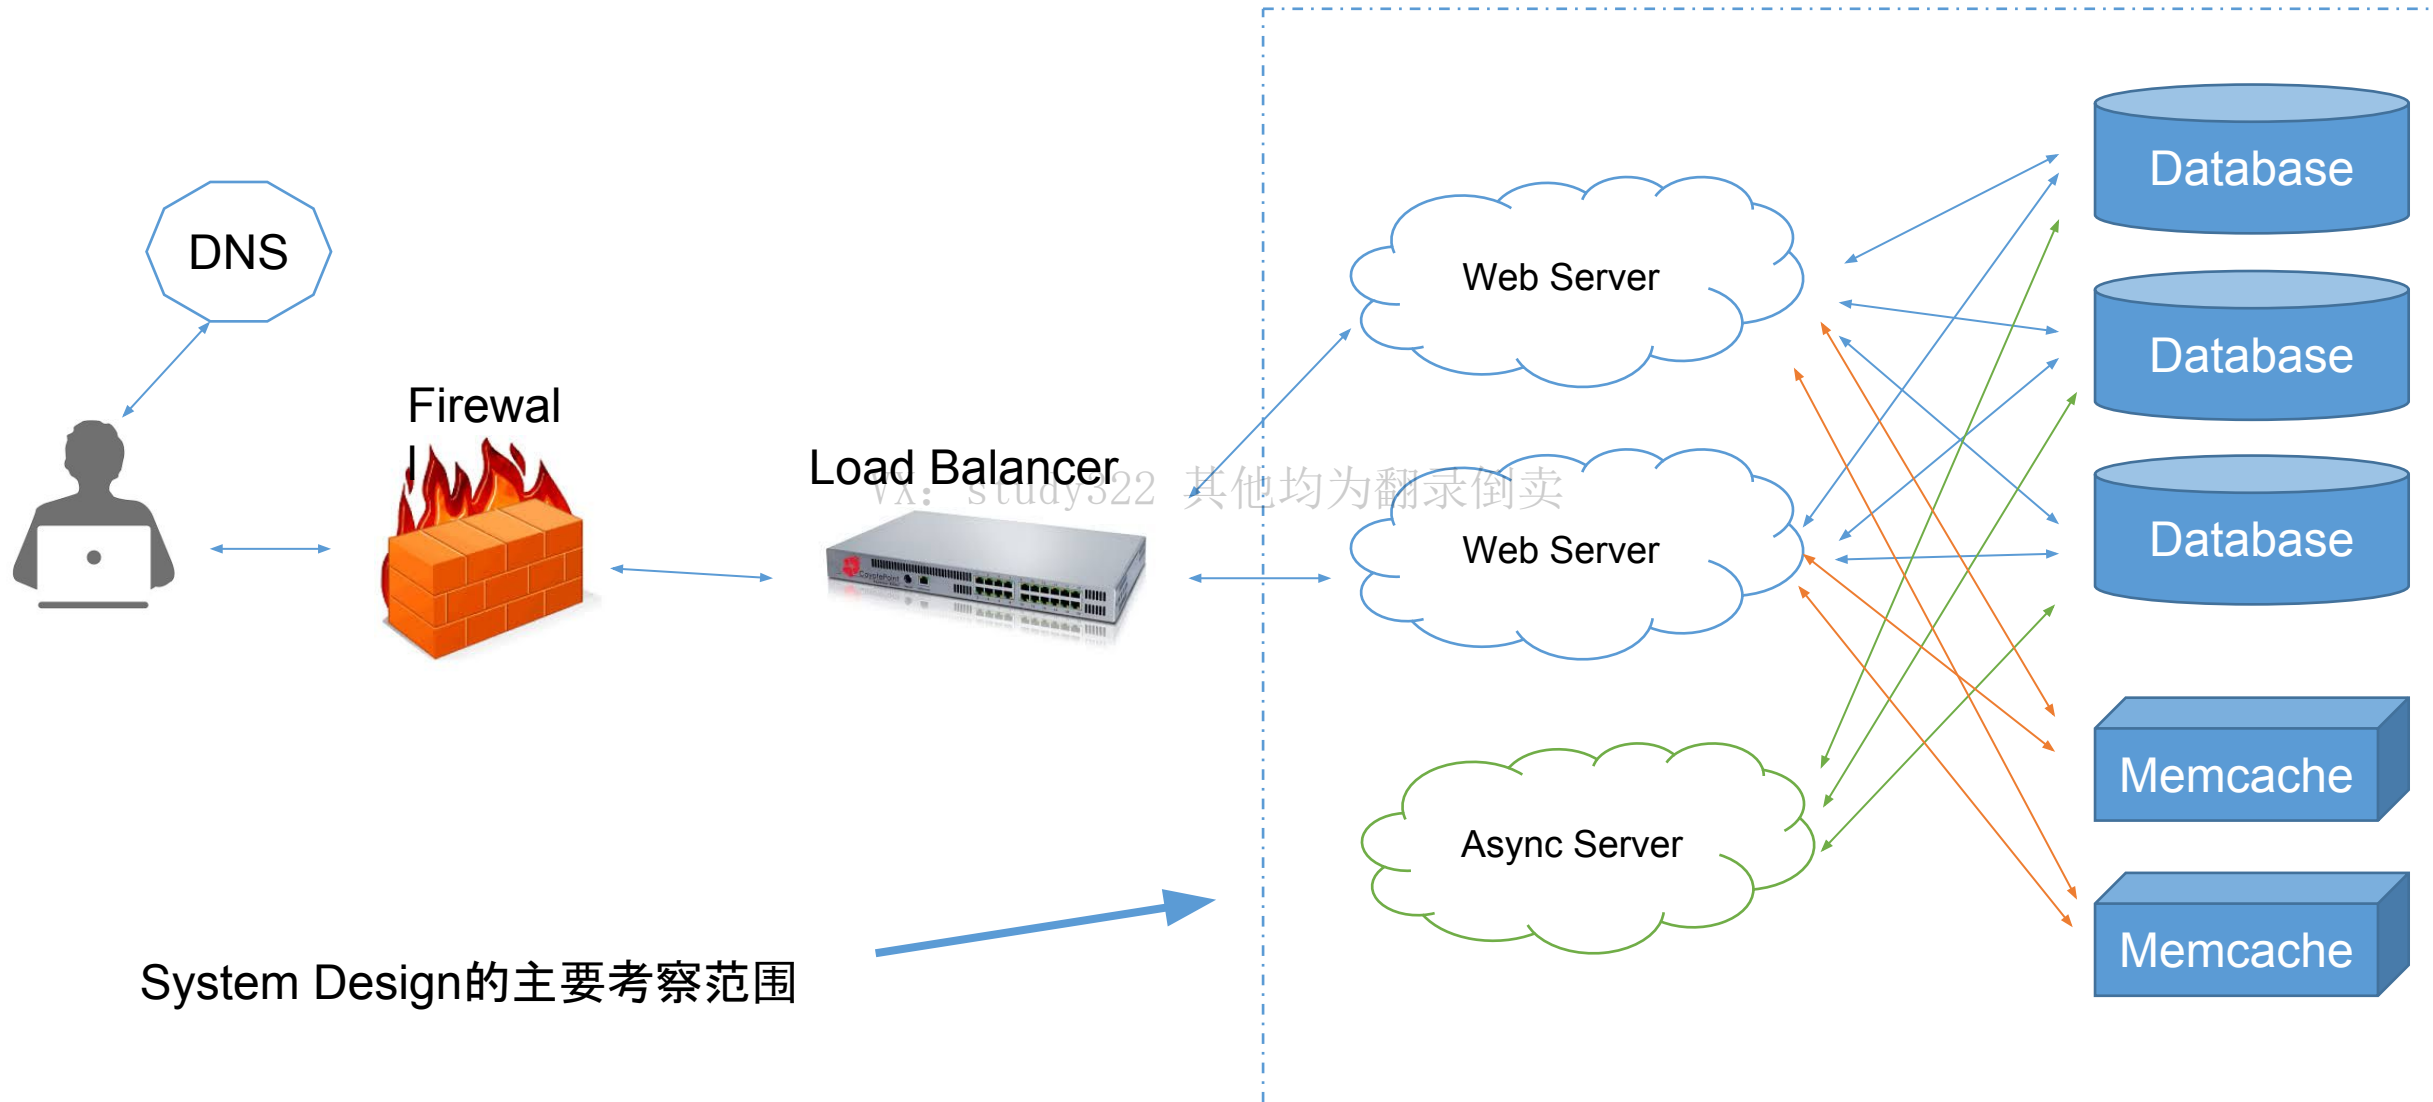 DNS
Firewal
l
Load Balancer
VX: study322 其他均为翻录倒卖
CoyotePoint
Web Server
Web Server
Async Server
Database
Database
Database
Memcache
Memcache
System Design的主要考察范围